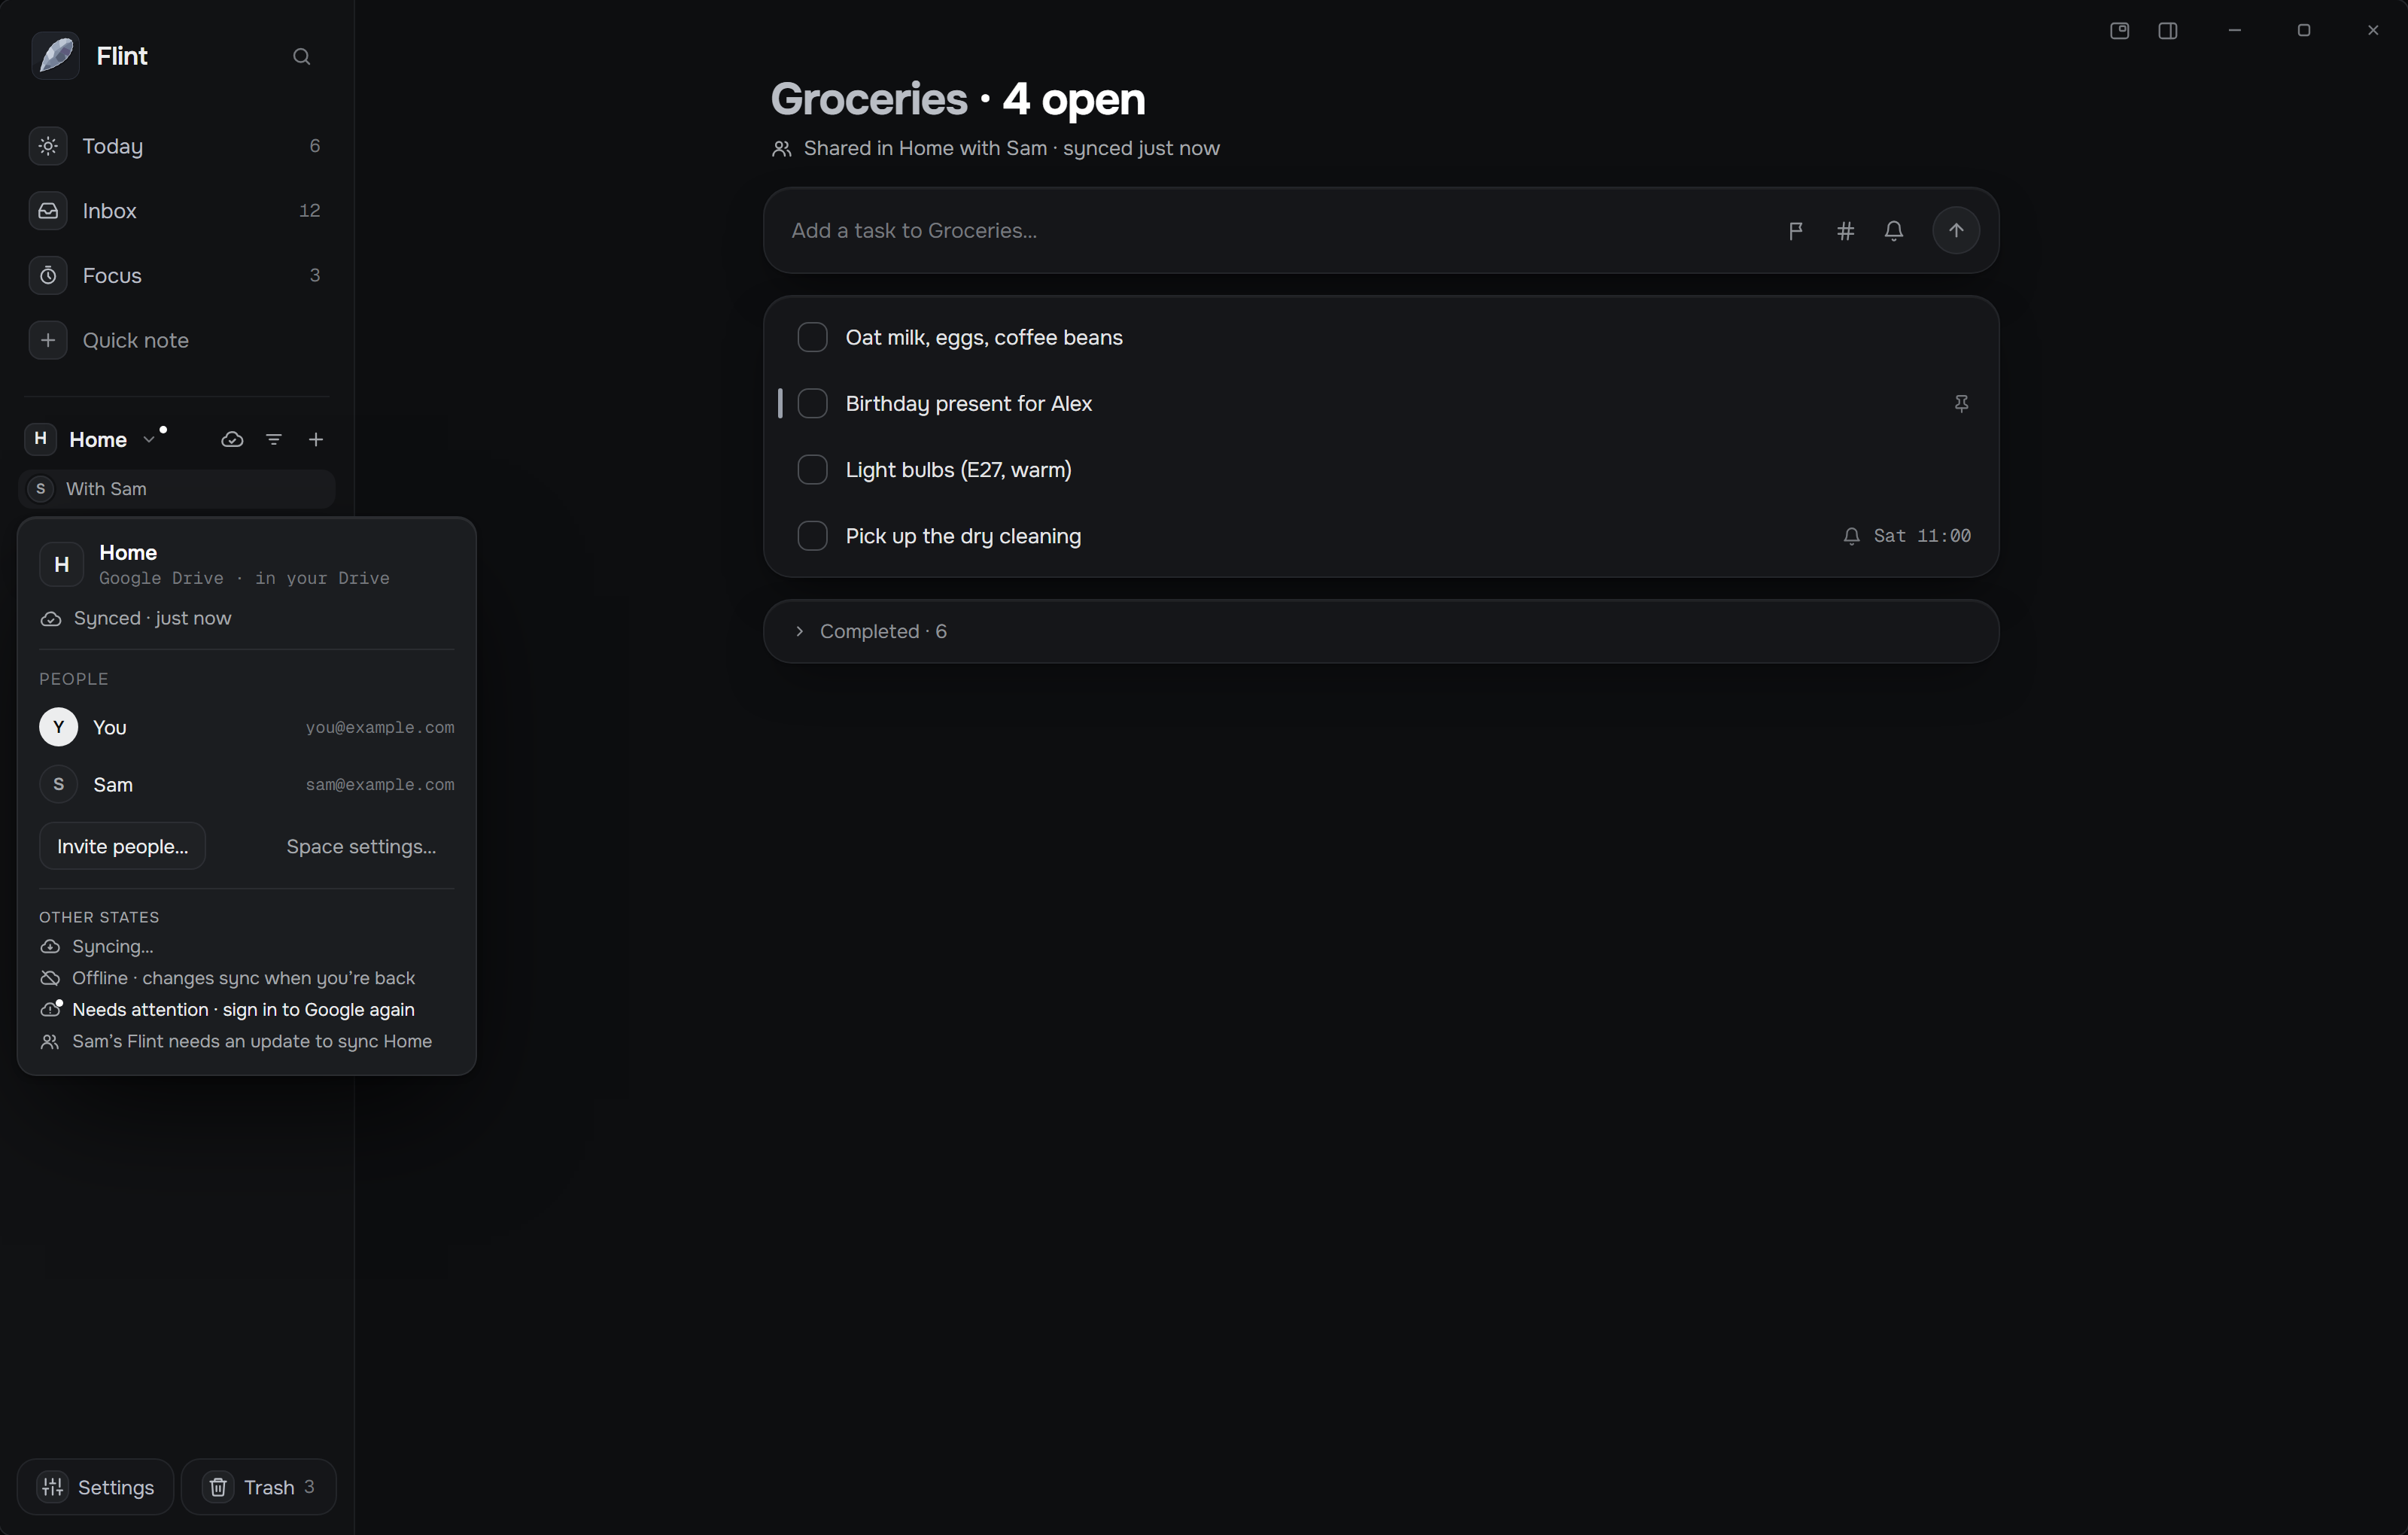 Flint
Today 6
Inbox 12
Focus 3
Quick note
H Home
S With Sam
H Home
Google Drive · in your Drive
Synced · just now
PEOPLE
Y You you@example.com
S Sam sam@example.com
Invite people… Space settings…
OTHER STATES
Syncing…
Offline · changes sync when you’re back
Needs attention · sign in to Google again
Sam’s Flint needs an update to sync Home
Settings Trash 3
Groceries · 4 open
Shared in Home with Sam · synced just now
Add a task to Groceries…
Oat milk, eggs, coffee beans
Birthday present for Alex
Light bulbs (E27, warm)
Pick up the dry cleaning Sat 11:00
Completed · 6